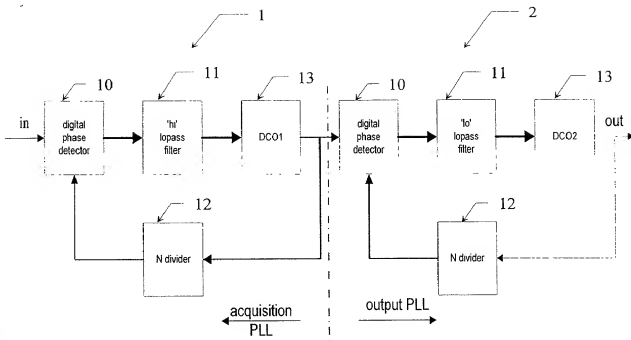 1
2
10
11
13
10
11
13
in
digital
phase
detector
'hi'
lopass
filter
DCO1
digital
phase
detector
'lo'
lopass
filter
DCO2
out
12
12
N divider
N divider
acquisition
PLL
output PLL